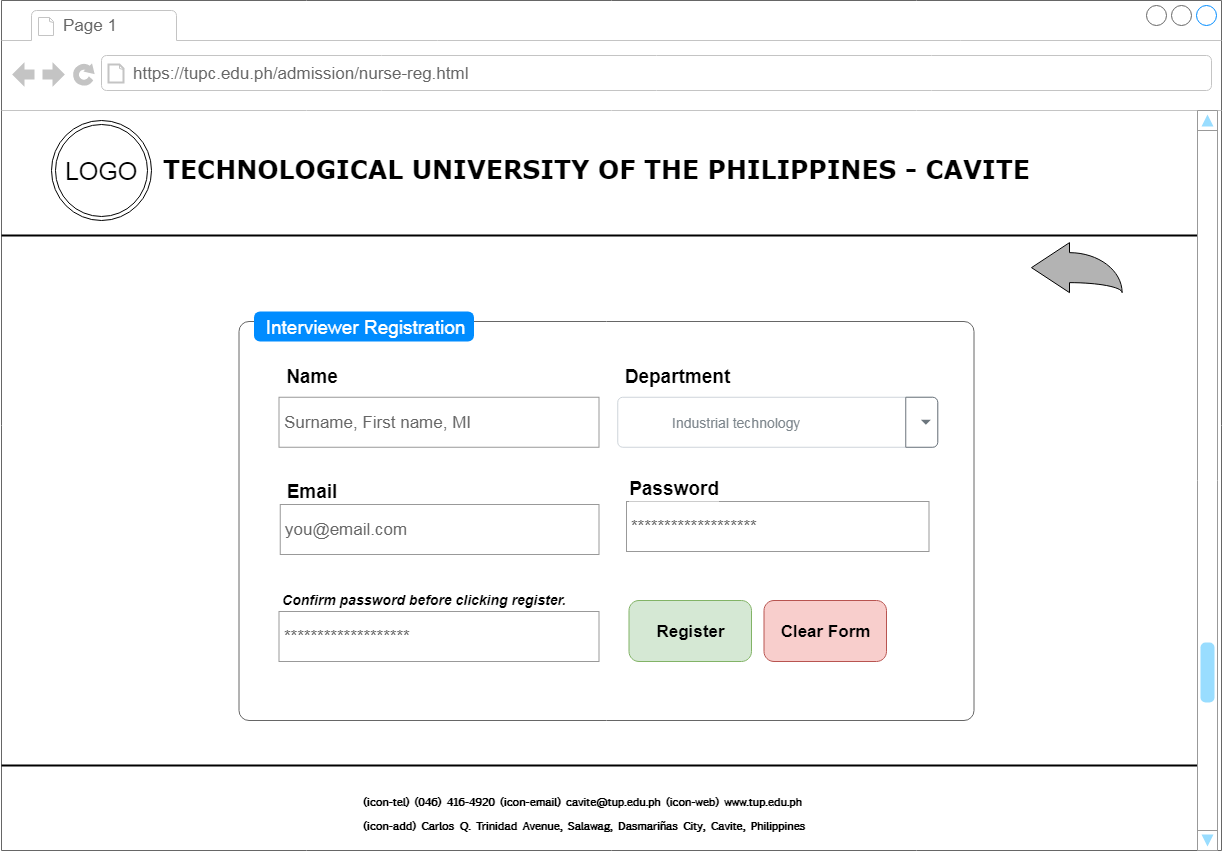 Page 1
https://tupc.edu.ph/admission/nurse-reg.html
LOGO TECHNOLOGICAL UNIVERSITY OF THE PHILIPPINES - CAVITE
Interviewer Registration
Name Department
Surname, First name, MI Industrial technology
Email Password
you@email.com *******************
Confirm password before clicking register.
******************* Register Clear Form
(icon-tel) (046) 416-4920 (icon-email) cavite@tup.edu.ph (icon-web) www.tup.edu.ph
(icon-add) Carlos Q. Trinidad Avenue, Salawag, Dasmariñas City, Cavite, Philippines